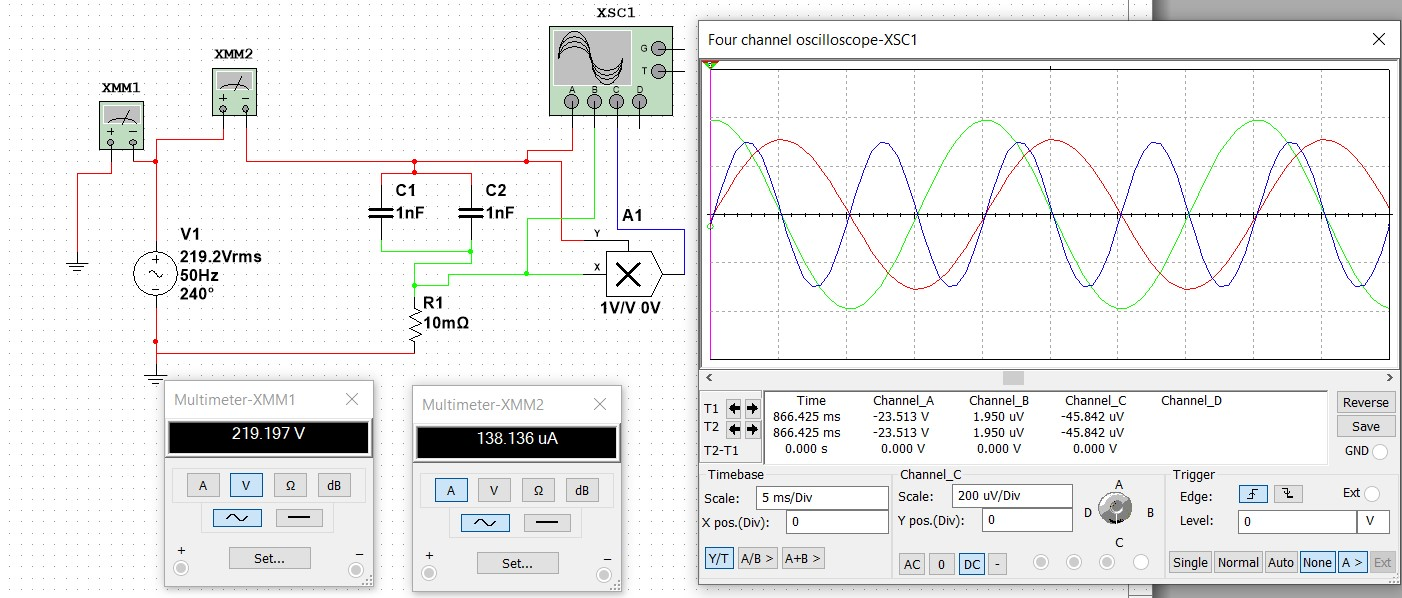 XSC1
G
T
A B C D
XMM2
+ −
XMM1
+ −
C1
1nF
C2
1nF
A1
Y
X
1V/V 0V
V1
219.2Vrms
50Hz
240°
R1
10mΩ
Multimeter-XMM1
219.197 V
A V Ω dB
+ −
Set...
Multimeter-XMM2
138.136 uA
A V Ω dB
+ −
Set...
Four channel oscilloscope-XSC1
Time Channel_A Channel_B Channel_C Channel_D
T1 866.425 ms -23.513 V 1.950 uV -45.842 uV
T2 866.425 ms -23.513 V 1.950 uV -45.842 uV
T2-T1 0.000 s 0.000 V 0.000 V 0.000 V
Reverse
Save
GND
Timebase
Scale: 5 ms/Div
X pos.(Div): 0
Y/T A/B > A+B >
Channel_C
Scale: 200 uV/Div
Y pos.(Div): 0
AC 0 DC -
A
D B
C
Trigger
Edge: Ext
Level: 0 V
Single Normal Auto None A > Ext